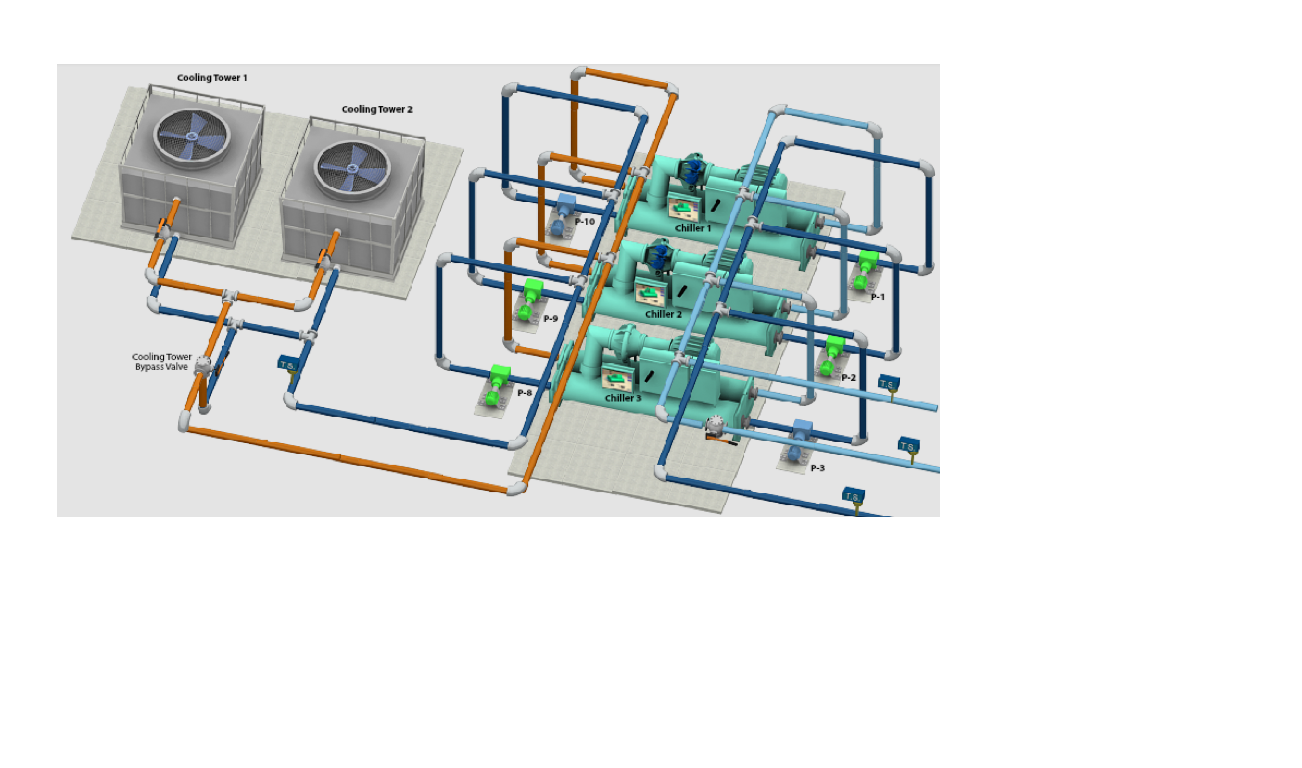 Cooling Tower 1
Cooling Tower 2
P-10
Chiller 1
P-1
P-9
Chiller 2
Cooling Tower
Bypass Valve
T.S.
P-2
P-8
Chiller 3
T.S.
T.S.
P-3
T.S.